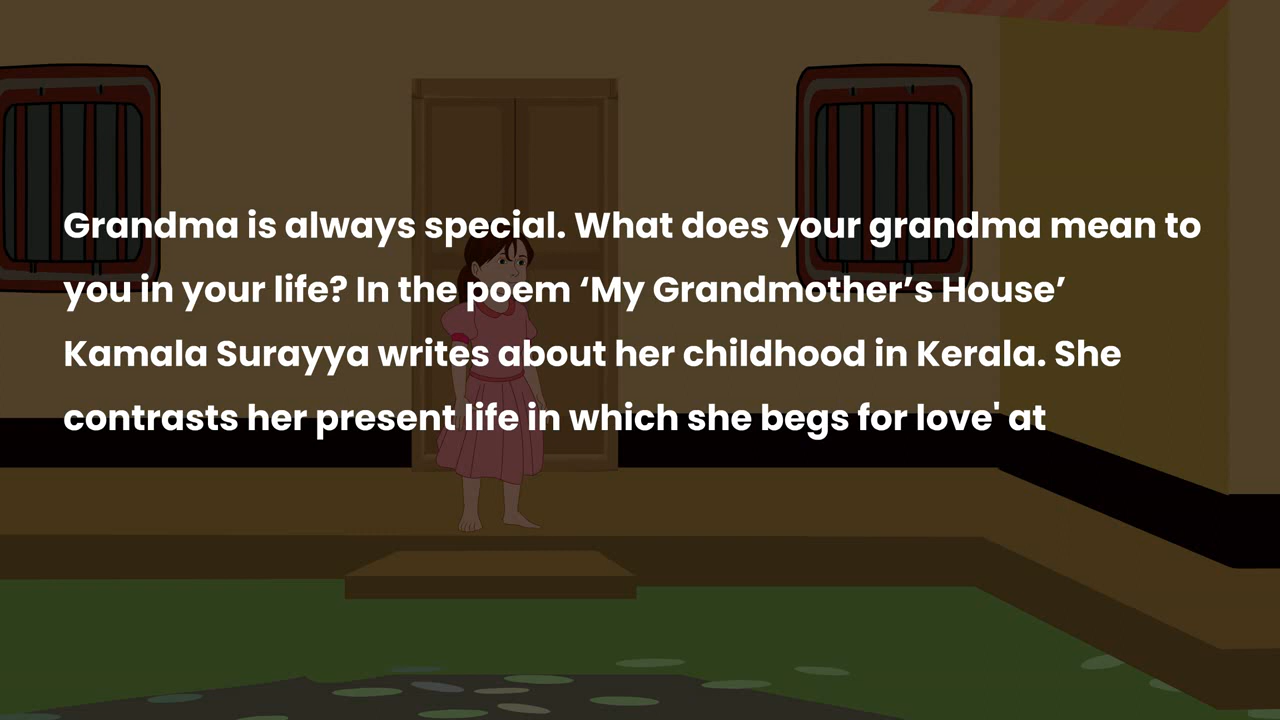 Grandma is always special. What does your grandma mean to
you in your life? In the poem ‘My Grandmother’s House’
Kamala Surayya writes about her childhood in Kerala. She
contrasts her present life in which she begs for love' at